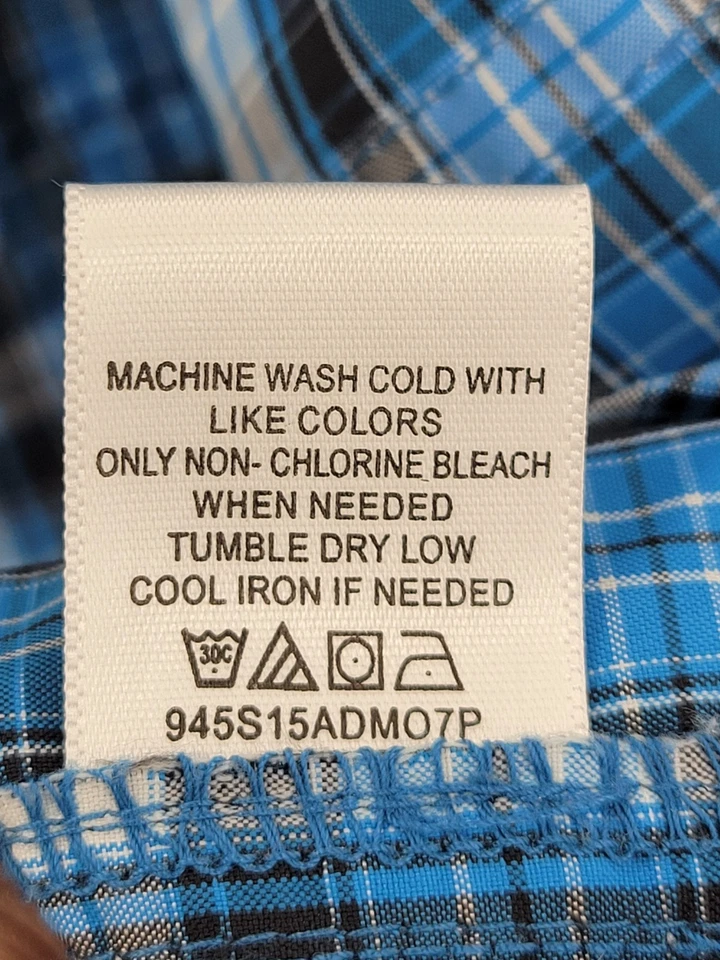 MACHINE WASH COLD WITH
LIKE COLORS
ONLY NON- CHLORINE BLEACH
WHEN NEEDED
TUMBLE DRY LOW
COOL IRON IF NEEDED
30C
945S15ADMO7P